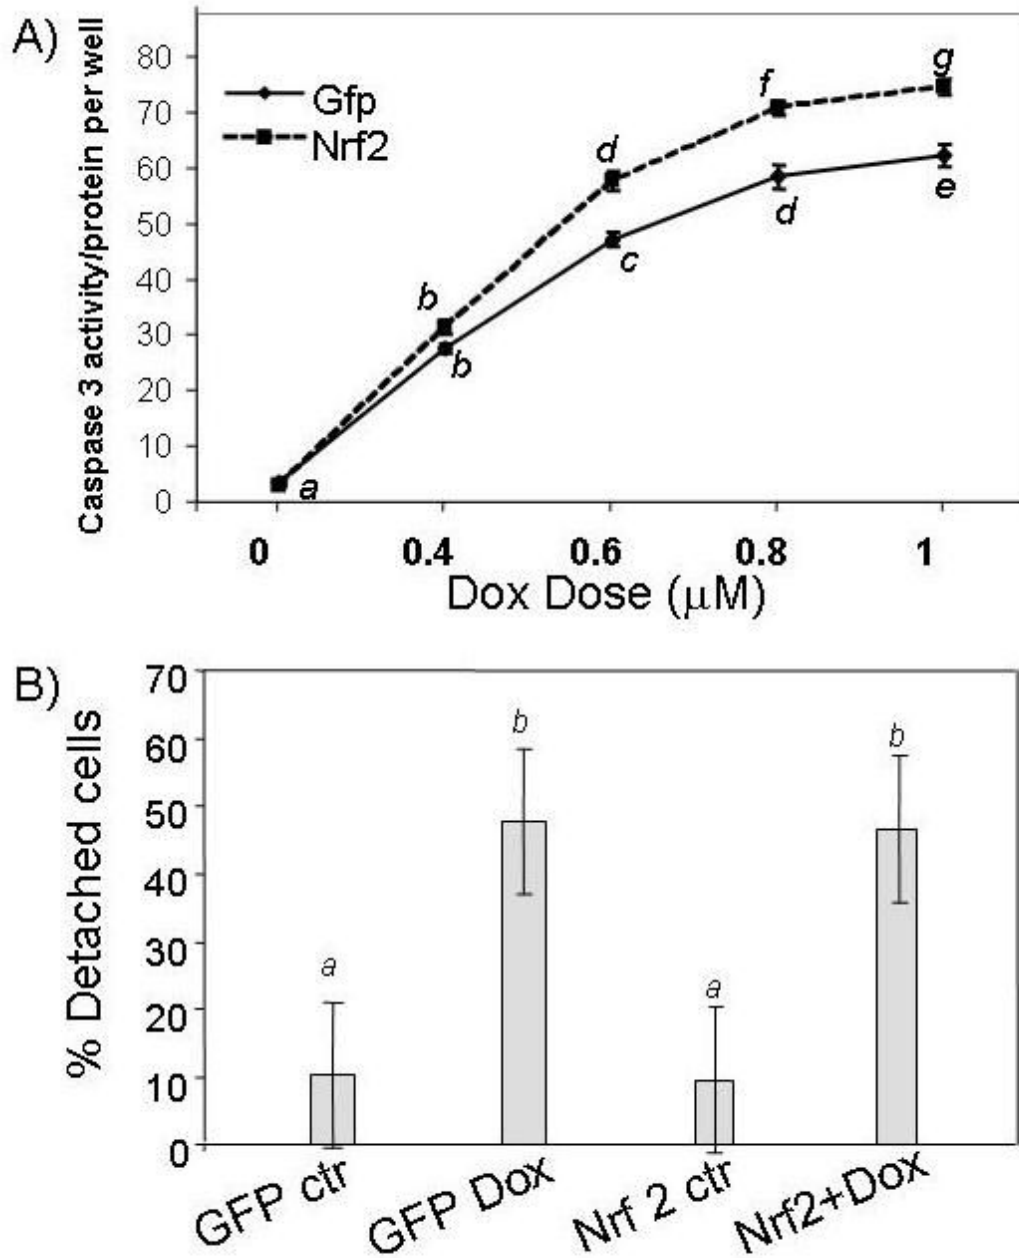 A)
Caspase 3 activity/protein per well
80
70
60
50
40
30
20
10
0
Gfp
Nrf2
a
b
b
d
c
f
d
g
e
0 0.4 0.6 0.8 1
Dox Dose (μM)
B)
% Detached cells
70
60
50
40
30
20
10
0
a
b
a
b
GFP ctr
GFP Dox
Nrf 2 ctr
Nrf2+Dox